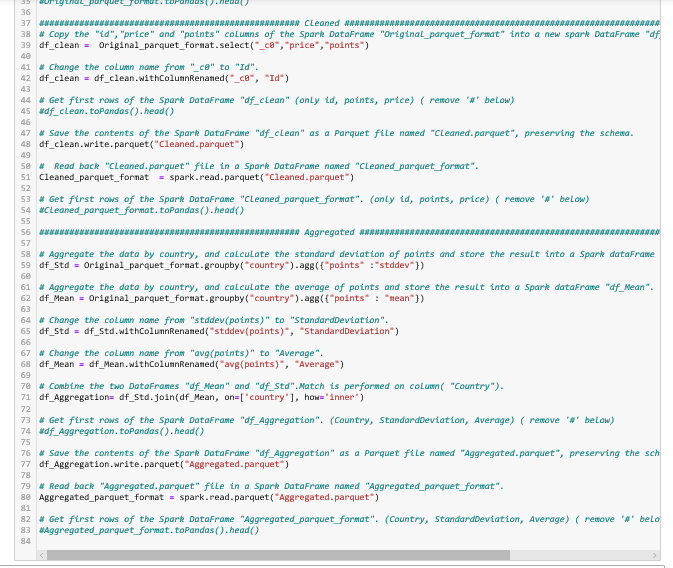 35 #Original_parquet_format.toPandas().head()
36
37 ################################################## Cleaned ############################################################
38 # Copy the "id","price" and "points" columns of the Spark DataFrame "Original_parquet_format" into a new spark DataFrame "df
39 df_clean =  Original_parquet_format.select("_c0","price","points")
40
41 # Change the column name from "_c0" to "Id".
42 df_clean = df_clean.withColumnRenamed("_c0", "Id")
43
44 # Get first rows of the Spark DataFrame "df_clean" (only id, points, price) ( remove '#' below)
45 #df_clean.toPandas().head()
46
47 # Save the contents of the Spark DataFrame "df_clean" as a Parquet file named "Cleaned.parquet", preserving the schema.
48 df_clean.write.parquet("Cleaned.parquet")
49
50 #  Read back "Cleaned.parquet" file in a Spark DataFrame named "Cleaned_parquet_format".
51 Cleaned_parquet_format  = spark.read.parquet("Cleaned.parquet")
52
53 # Get first rows of the Spark DataFrame "Cleaned_parquet_format". (only id, points, price) ( remove '#' below)
54 #Cleaned_parquet_format.toPandas().head()
55
56 ################################################## Aggregated #########################################################
57
58 # Aggregate the data by country, and calculate the standard deviation of points and store the result into a Spark dataFrame
59 df_Std = Original_parquet_format.groupby("country").agg({"points" :"stddev"})
60
61 # Aggregate the data by country, and calculate the average of points and store the result into a Spark dataFrame "df_Mean".
62 df_Mean = Original_parquet_format.groupby("country").agg({"points" : "mean"})
63
64 # Change the column name from "stddev(points)" to "StandardDeviation".
65 df_Std = df_Std.withColumnRenamed("stddev(points)", "StandardDeviation")
66
67 # Change the column name from "avg(points)" to "Average".
68 df_Mean = df_Mean.withColumnRenamed("avg(points)", "Average")
69
70 # Combine the two DataFrames "df_Mean" and "df_Std".Match is performed on column( "Country").
71 df_Aggregation= df_Std.join(df_Mean, on=['country'], how='inner')
72
73 # Get first rows of the Spark DataFrame "df_Aggregation". (Country, StandardDeviation, Average) ( remove '#' below)
74 #df_Aggregation.toPandas().head()
75
76 # Save the contents of the Spark DataFrame "df_Aggregation" as a Parquet file named "Aggregated.parquet", preserving the sch
77 df_Aggregation.write.parquet("Aggregated.parquet")
78
79 # Read back "Aggregated.parquet" file in a Spark DataFrame named "Aggregated_parquet_format".
80 Aggregated_parquet_format = spark.read.parquet("Aggregated.parquet")
81
82 # Get first rows of the Spark DataFrame "Aggregated_parquet_format". (Country, StandardDeviation, Average) ( remove '#' belo
83 #Aggregated_parquet_format.toPandas().head()
84